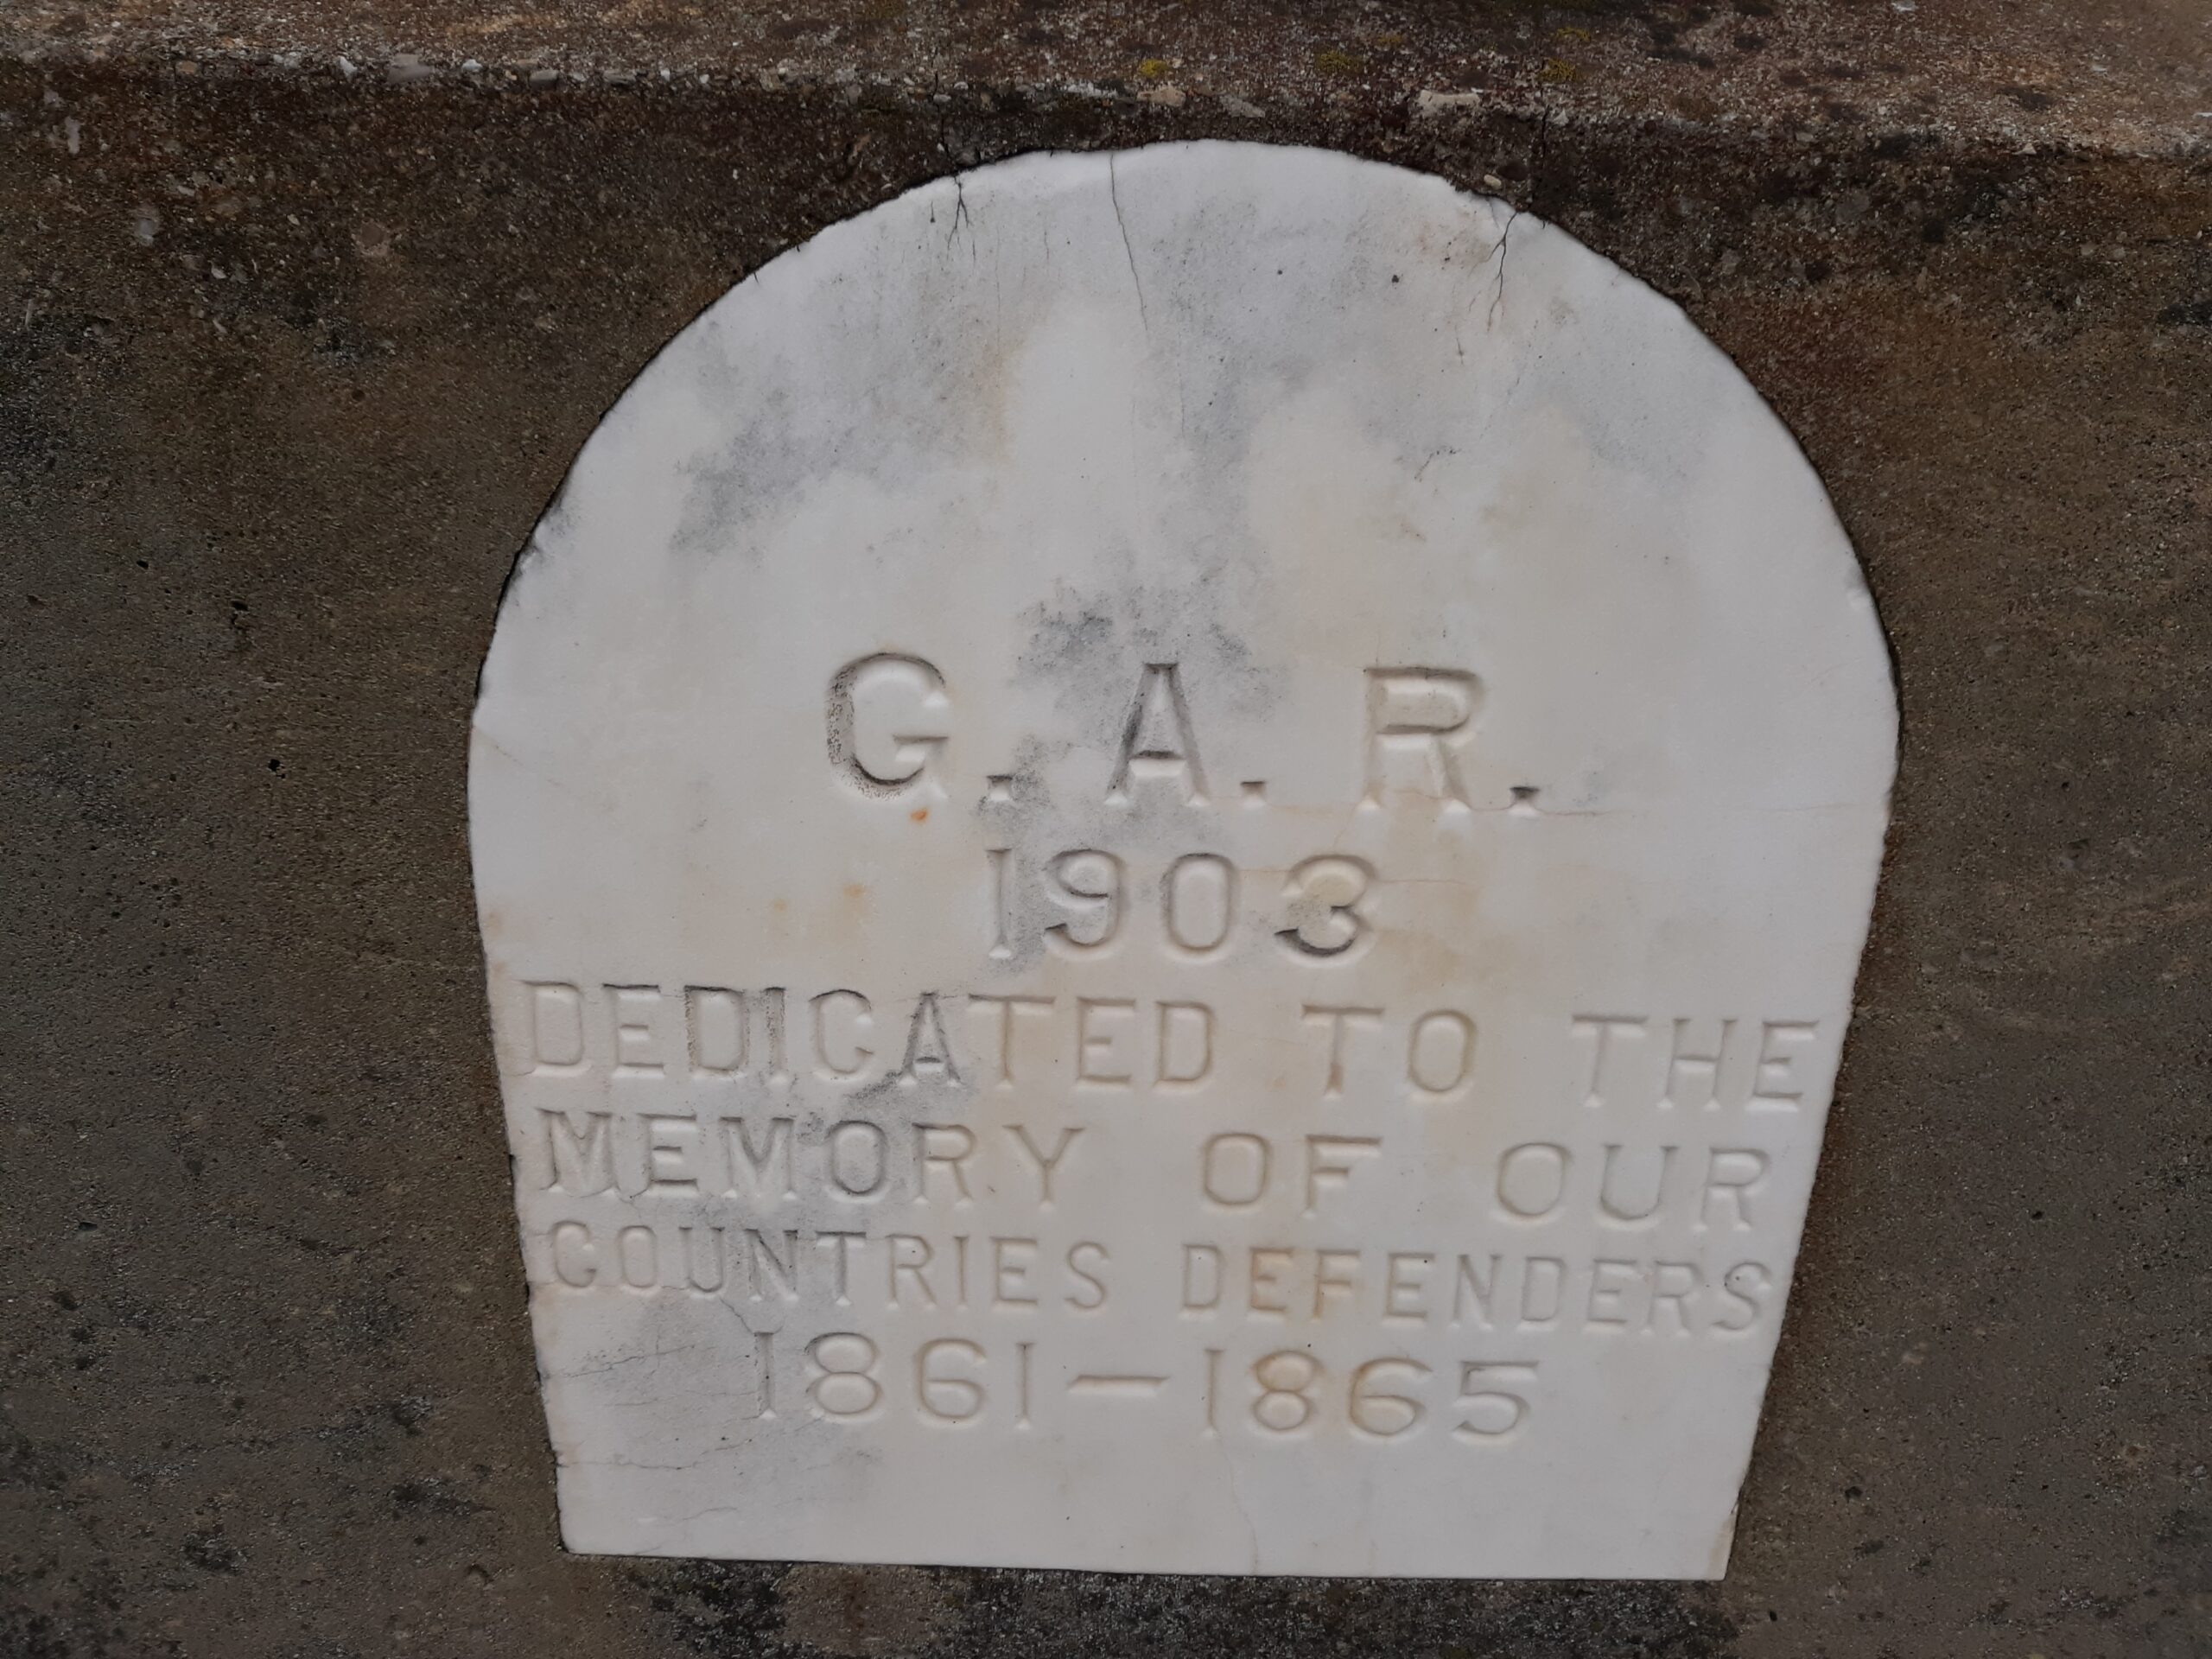 G. A. R.
1903
DEDICATED TO THE
MEMORY OF OUR
COUNTRIES DEFENDERS
1861—1865